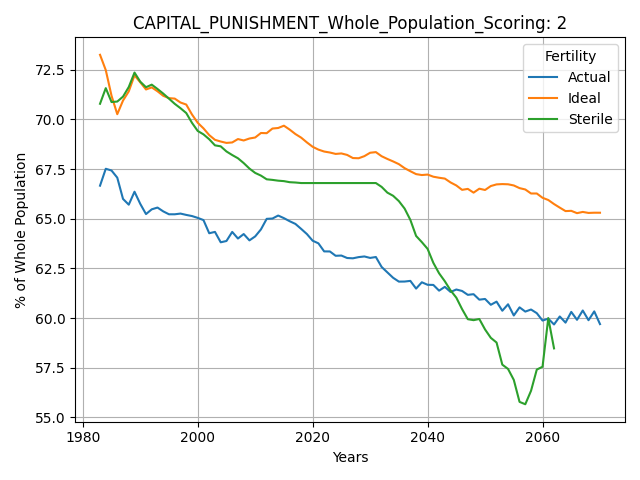 CAPITAL_PUNISHMENT_Whole_Population_Scoring: 2
Fertility
Actual
Ideal
Sterile
% of Whole Population
72.5
70.0
67.5
65.0
62.5
60.0
57.5
55.0
1980 2000 2020 2040 2060
Years